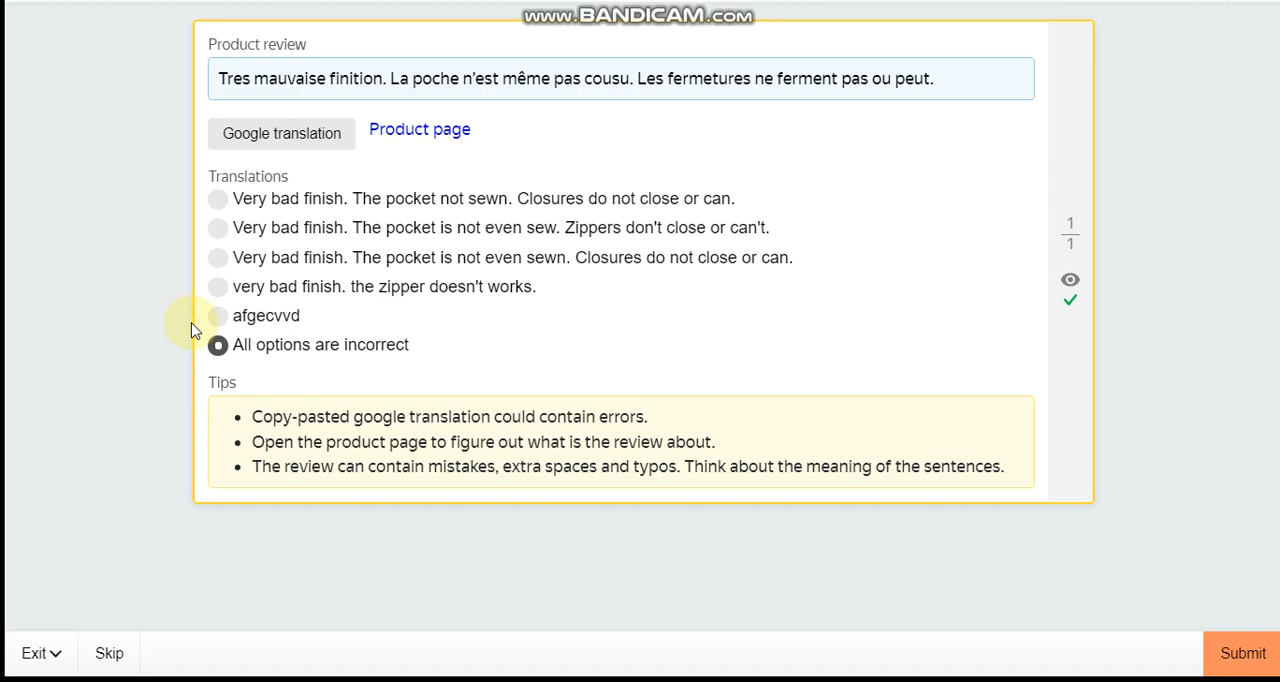 www.BANDICAM.com
Product review
Tres mauvaise finition. La poche n'est même pas cousu. Les fermetures ne ferment pas ou peut.
Google translation
Product page
Translations
Very bad finish. The pocket not sewn. Closures do not close or can.
Very bad finish. The pocket is not even sew. Zippers don't close or can't.
Very bad finish. The pocket is not even sewn. Closures do not close or can.
very bad finish. the zipper doesn't works.
afgecvvd
All options are incorrect
1
1
Tips
• Copy-pasted google translation could contain errors.
• Open the product page to figure out what is the review about.
• The review can contain mistakes, extra spaces and typos. Think about the meaning of the sentences.
Exit
Skip
Submit